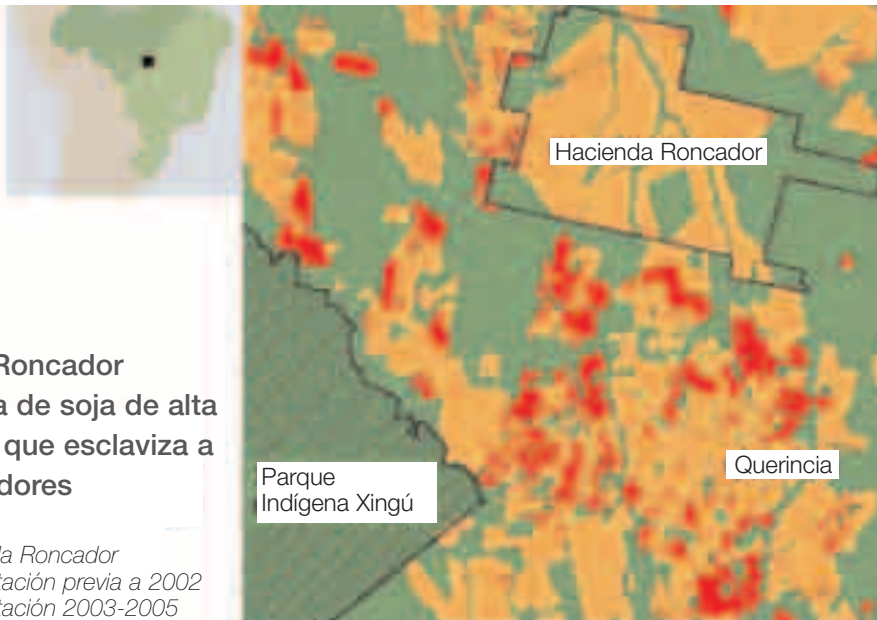 Hacienda Roncador
Roncador
a de soja de alta
que esclaviza a
dores
Parque
Indígena Xingú
Querincia
da Roncador
tación previa a 2002
tación 2003-2005